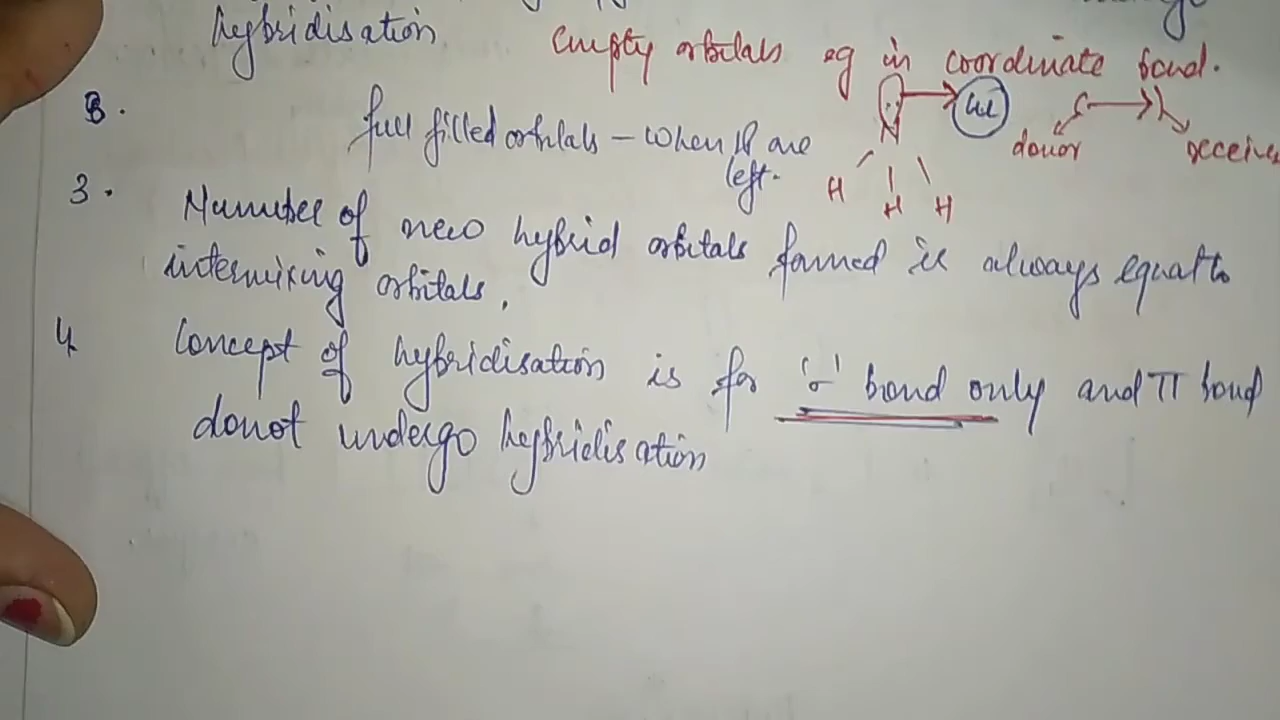 hybridisation
empty orbitals eg in coordinate bond.
8.
full filled orbitals – when lp are
left.
N
H H H
donor
3. Number of new hybrid orbitals formed is always equal to
intermixing orbitals.
4 Concept of hybridisation is for 'σ' bond only and π bond
donot undergo hybridisation